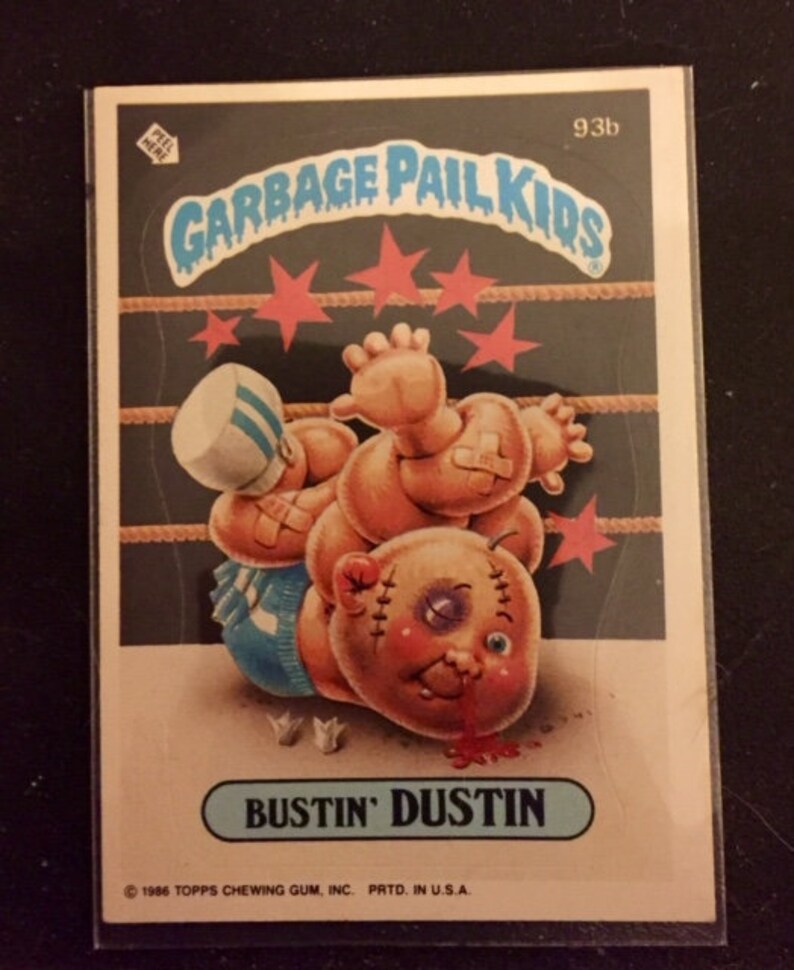 PEEL
HERE
93b
GARBAGE PAIL KIDS
®
BUSTIN' DUSTIN
© 1986 TOPPS CHEWING GUM, INC. PRTD. IN U.S.A.